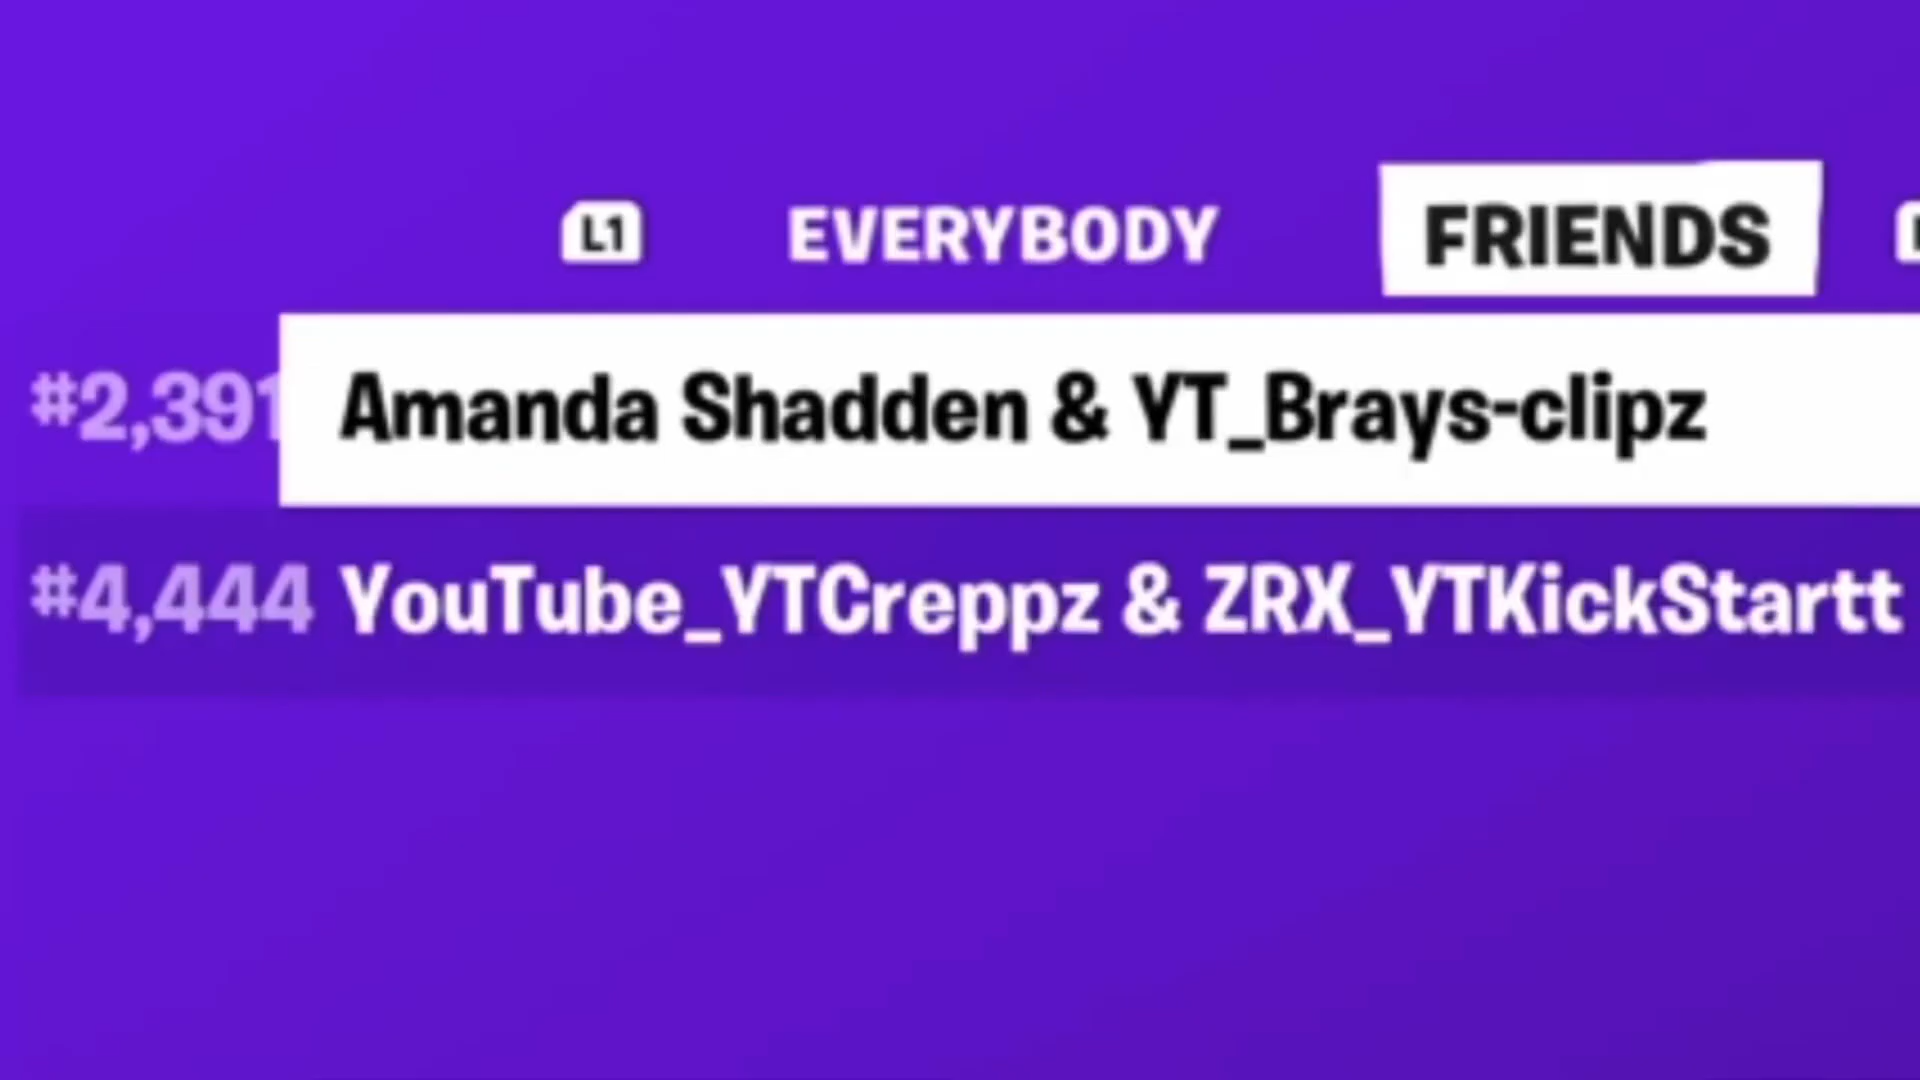 L1 EVERYBODY FRIENDS
#2,391 Amanda Shadden & YT_Brays-clipz
#4,444 YouTube_YTCreppz & ZRX_YTKickStartt